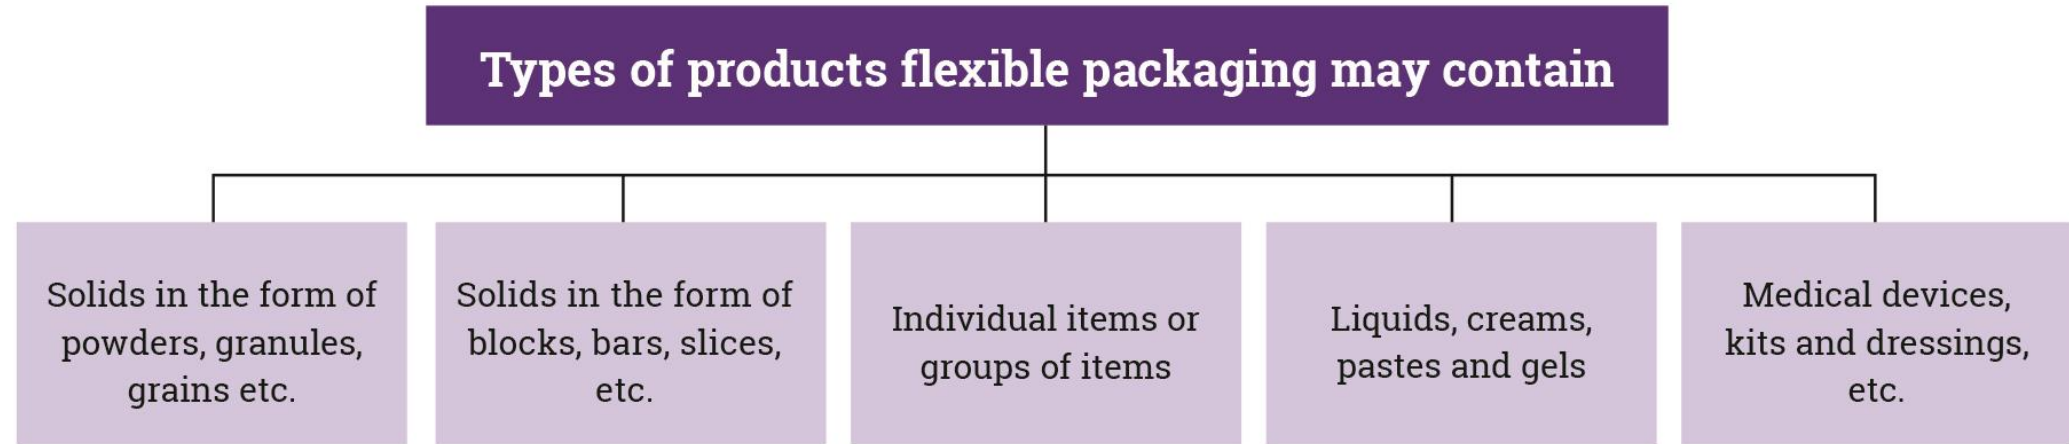 Types of products flexible packaging may contain
Solids in the form of
powders, granules,
grains etc.
Solids in the form of
blocks, bars, slices,
etc.
Individual items or
groups of items
Liquids, creams,
pastes and gels
Medical devices,
kits and dressings,
etc.